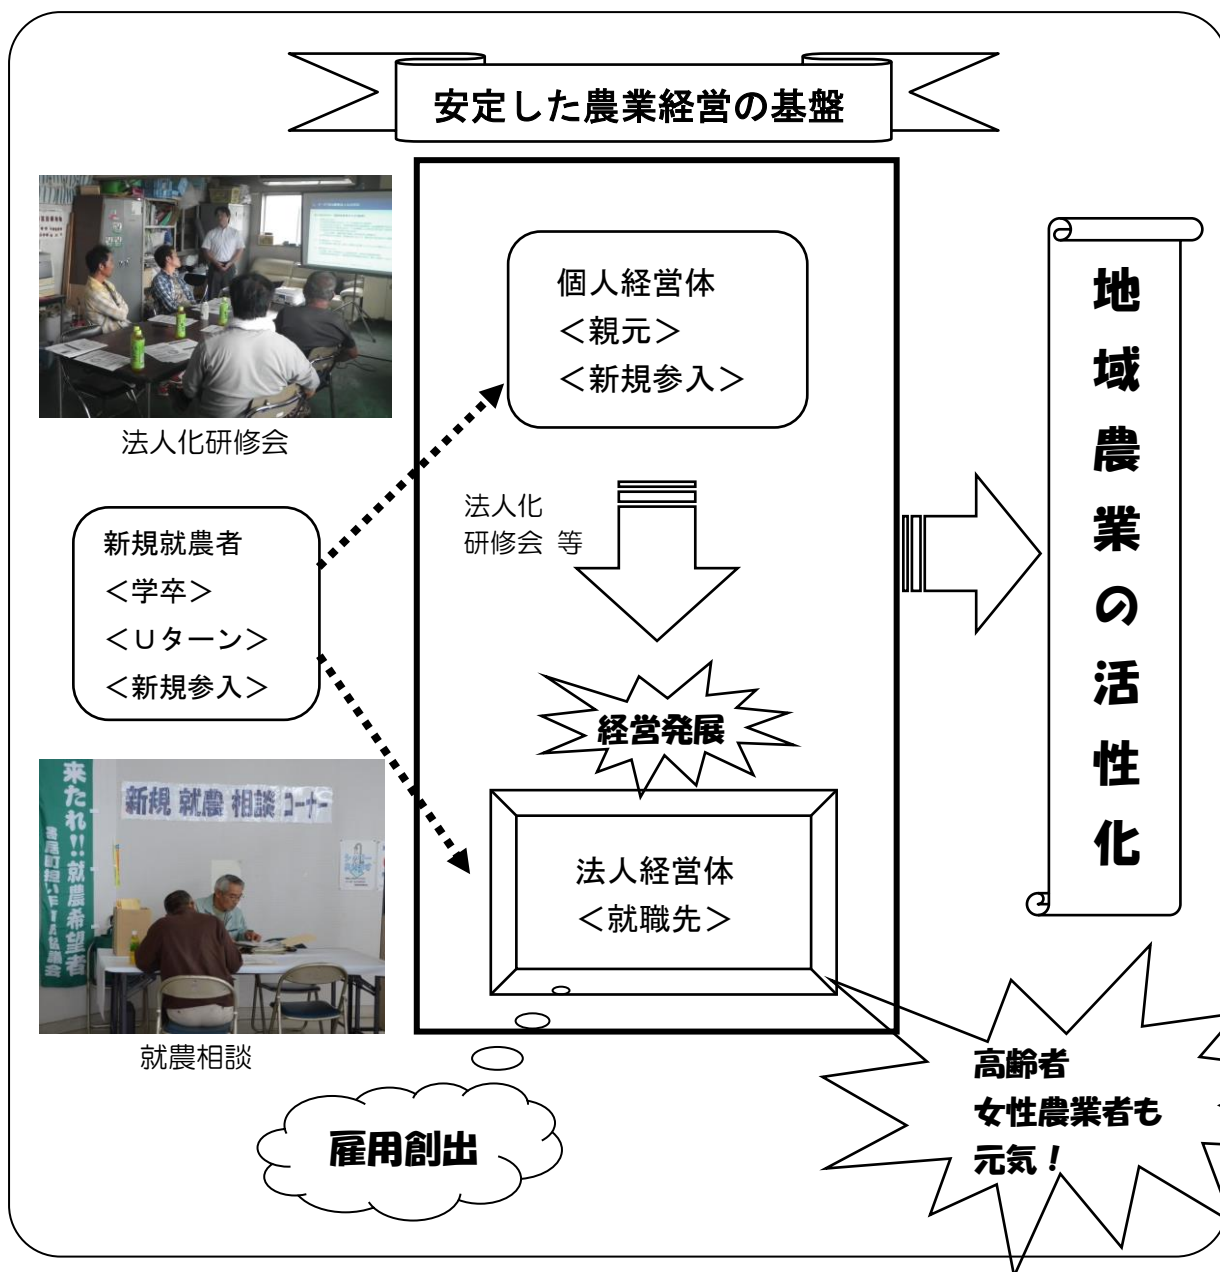 安定した農業経営の基盤
法人化研修会
個人経営体
＜親元＞
＜新規参入＞
法人化
研修会 等
新規就農者
＜学卒＞
＜Ｕターン＞
＜新規参入＞
経営発展
法人経営体
＜就職先＞
地域農業の活性化
新規 就農 相談 コーナー
来たれ!!就農希望者
就農相談
雇用創出
高齢者
女性農業者も
元気！